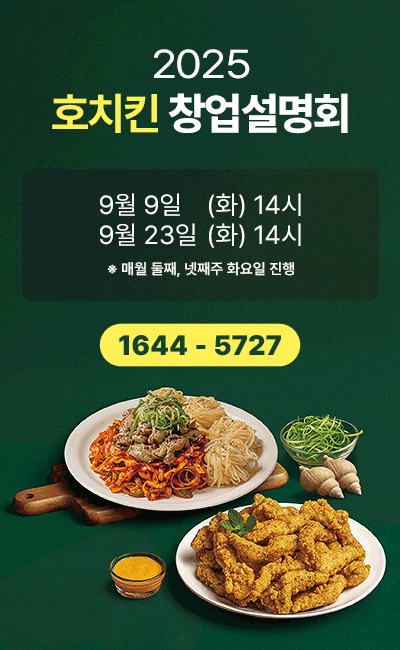 2025
호치킨 창업설명회
9월 9일 (화) 14시
9월 23일 (화) 14시
※ 매월 둘째, 넷째주 화요일 진행
1644 - 5727